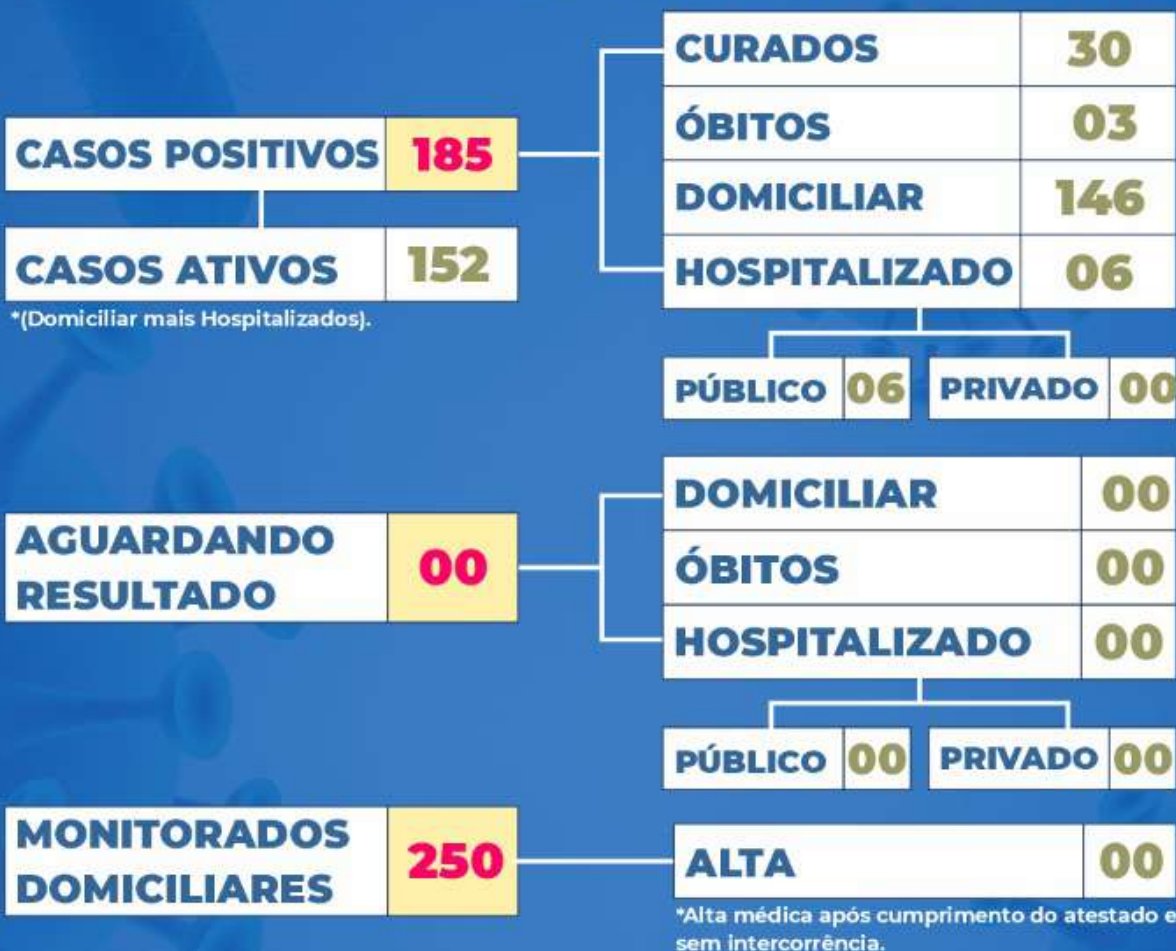 CASOS POSITIVOS 185
CASOS ATIVOS 152
*(Domiciliar mais Hospitalizados).
CURADOS 30
ÓBITOS 03
DOMICILIAR 146
HOSPITALIZADO 06
PÚBLICO 06 PRIVADO 00
AGUARDANDO
RESULTADO 00
DOMICILIAR 00
ÓBITOS 00
HOSPITALIZADO 00
PÚBLICO 00 PRIVADO 00
MONITORADOS
DOMICILIARES 250
ALTA 00
*Alta médica após cumprimento do atestado e
sem intercorrência.